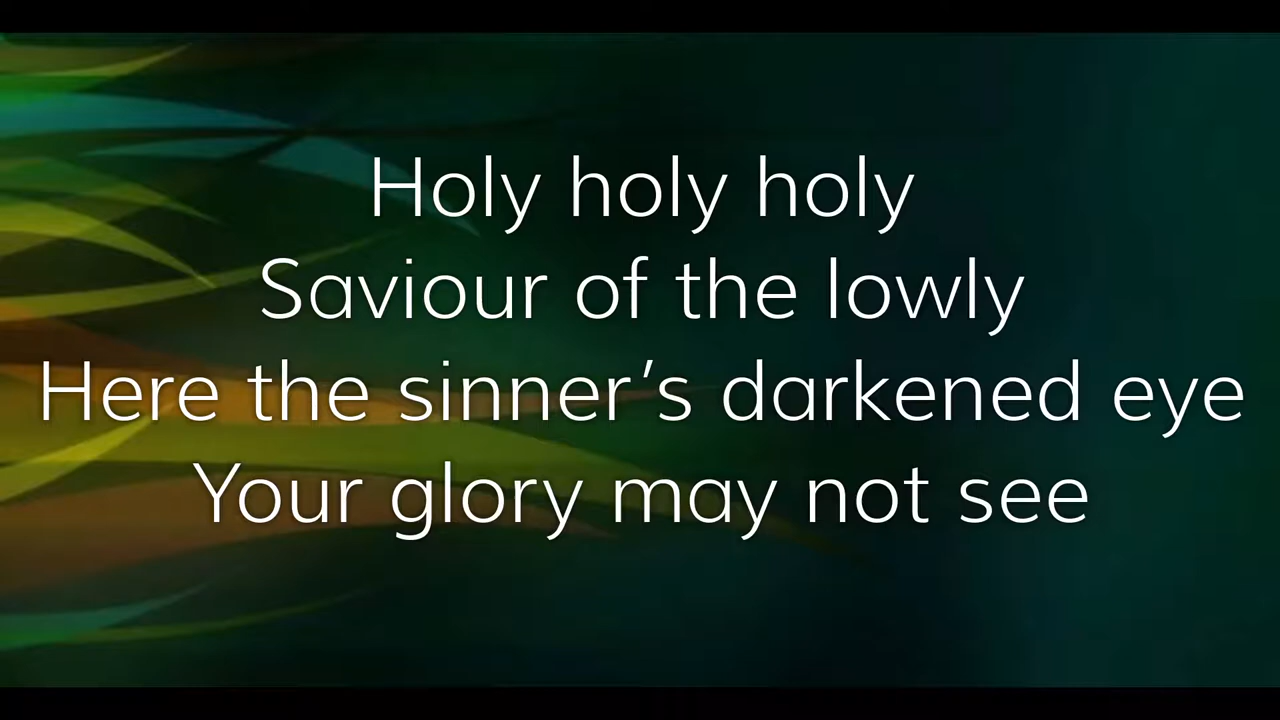 Holy holy holy
Saviour of the lowly
Here the sinner’s darkened eye
Your glory may not see